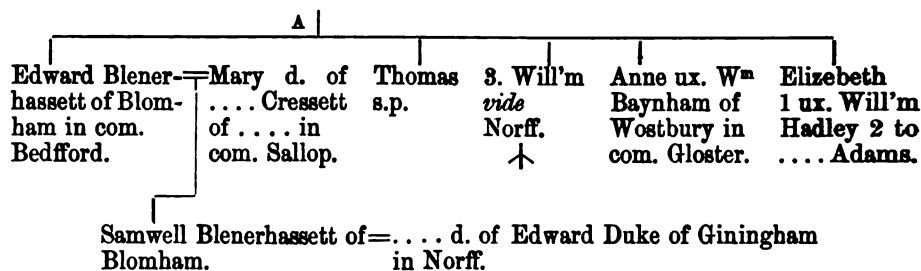 A
Edward Blener-
hassett of Blom-
ham in com.
Bedfford.
=Mary d. of
.... Cressett
of .... in
com. Sallop.
Thomas
s.p.
3. Will'm
vide
Norff.
Anne ux. Wm
Baynham of
Wostbury in
com. Gloster.
Elizebeth
1 ux. Will'm
Hadley 2 to
.... Adams.
Samwell Blenerhassett of=.... d. of Edward Duke of Giningham
Blomham. in Norff.